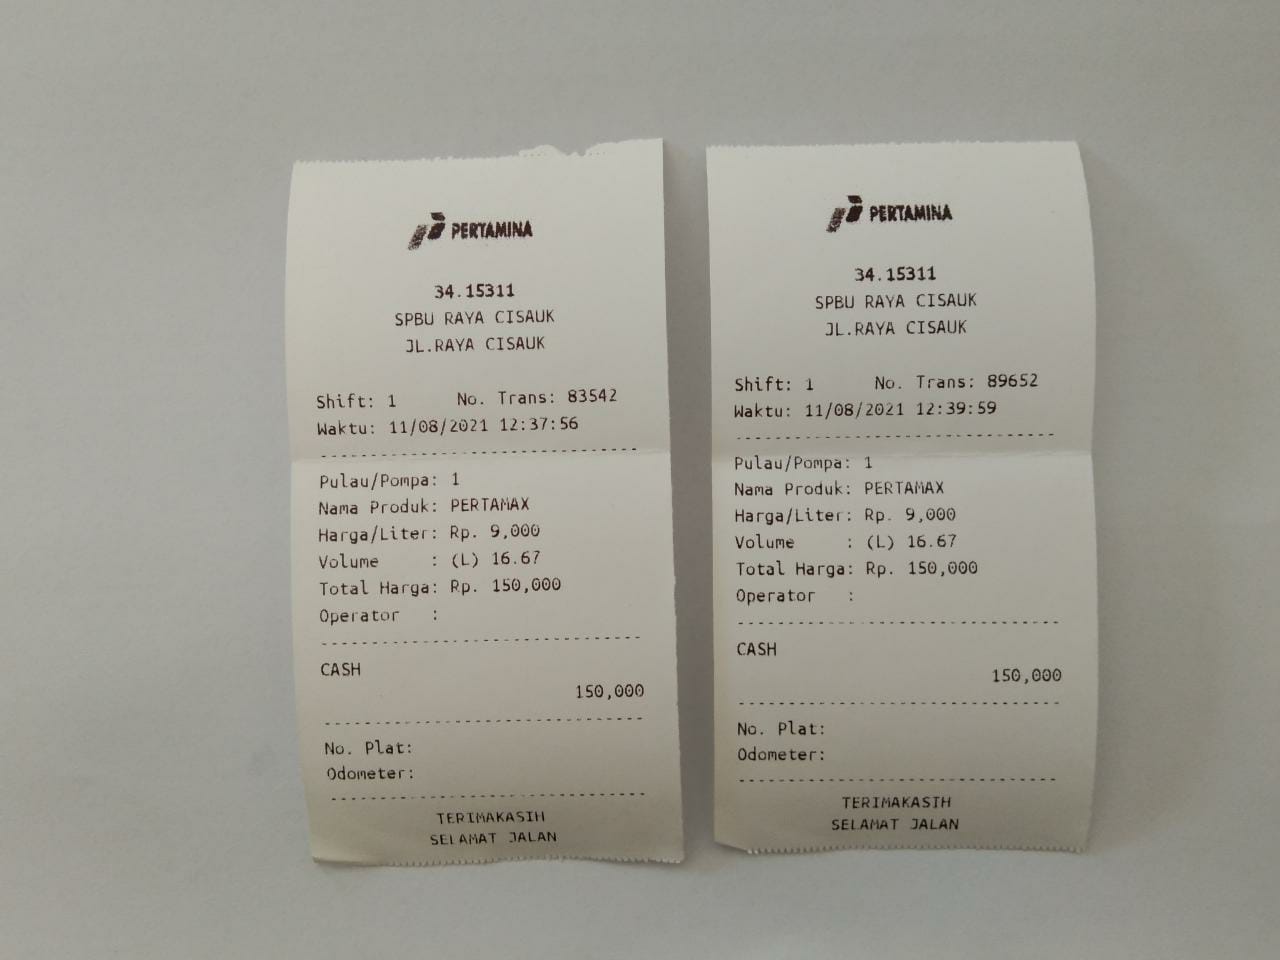 PERTAMINA
34.15311
SPBU RAYA CISAUK
JL.RAYA CISAUK
Shift: 1 No. Trans: 83542
Waktu: 11/08/2021 12:37:56
--------------------------------
Pulau/Pompa: 1
Nama Produk: PERTAMAX
Harga/Liter: Rp. 9,000
Volume : (L) 16.67
Total Harga: Rp. 150,000
Operator :
--------------------------------
CASH
150,000
--------------------------------
No. Plat:
Odometer:
--------------------------------
TERIMAKASIH
SELAMAT JALAN
PERTAMINA
34.15311
SPBU RAYA CISAUK
JL.RAYA CISAUK
Shift: 1 No. Trans: 89652
Waktu: 11/08/2021 12:39:59
--------------------------------
Pulau/Pompa: 1
Nama Produk: PERTAMAX
Harga/Liter: Rp. 9,000
Volume : (L) 16.67
Total Harga: Rp. 150,000
Operator :
--------------------------------
CASH
150,000
--------------------------------
No. Plat:
Odometer:
--------------------------------
TERIMAKASIH
SELAMAT JALAN